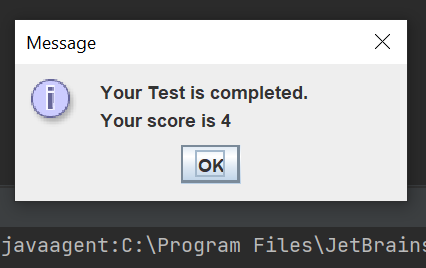 Message
Your Test is completed.
Your score is 4
OK
javaagent:C:\Program Files\JetBrains